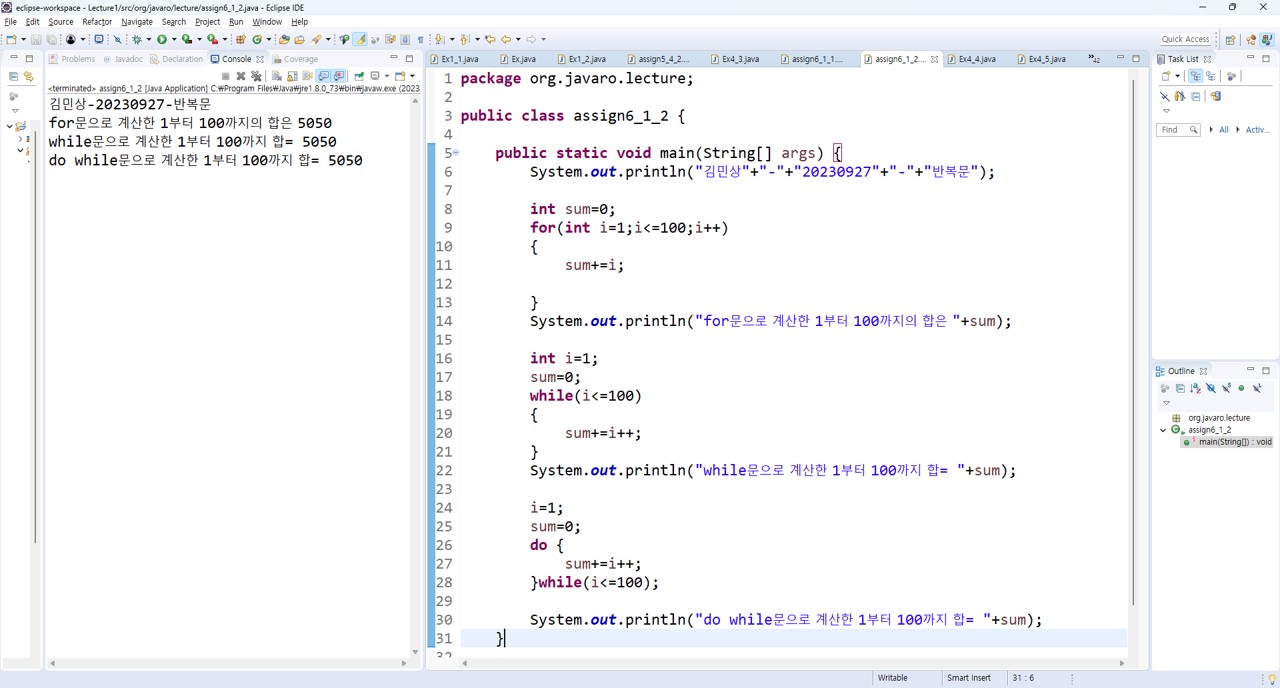 eclipse-workspace - Lecture1/src/org/javaro/lecture/assign6_1_2.java - Eclipse IDE
File Edit Source Refactor Navigate Search Project Run Window Help
Quick Access
Problems Javadoc Declaration Console Coverage
<terminated> assign6_1_2 [Java Application] C:₩Program Files₩Java₩jre1.8.0_73₩bin₩javaw.exe (2023
김민상-20230927-반복문
for문으로 계산한 1부터 100까지의 합은 5050
while문으로 계산한 1부터 100까지 합= 5050
do while문으로 계산한 1부터 100까지 합= 5050
Ex1_1.java Ex.java Ex1_2.java assign5_4_2.... Ex4_3.java assign6_1_1.... assign6_1_2.... Ex4_4.java Ex4_5.java »42
1 package org.javaro.lecture;
2
3 public class assign6_1_2 {
4
5 public static void main(String[] args) {
6 System.out.println("김민상"+"-"+"20230927"+"-"+"반복문");
7
8 int sum=0;
9 for(int i=1;i<=100;i++)
10 {
11 sum+=i;
12
13 }
14 System.out.println("for문으로 계산한 1부터 100까지의 합은 "+sum);
15
16 int i=1;
17 sum=0;
18 while(i<=100)
19 {
20 sum+=i++;
21 }
22 System.out.println("while문으로 계산한 1부터 100까지 합= "+sum);
23
24 i=1;
25 sum=0;
26 do {
27 sum+=i++;
28 }while(i<=100);
29
30 System.out.println("do while문으로 계산한 1부터 100까지 합= "+sum);
31 }
32
Task List
Find All Activ...
Outline
org.javaro.lecture
assign6_1_2
main(String[]) : void
Writable Smart Insert 31 : 6